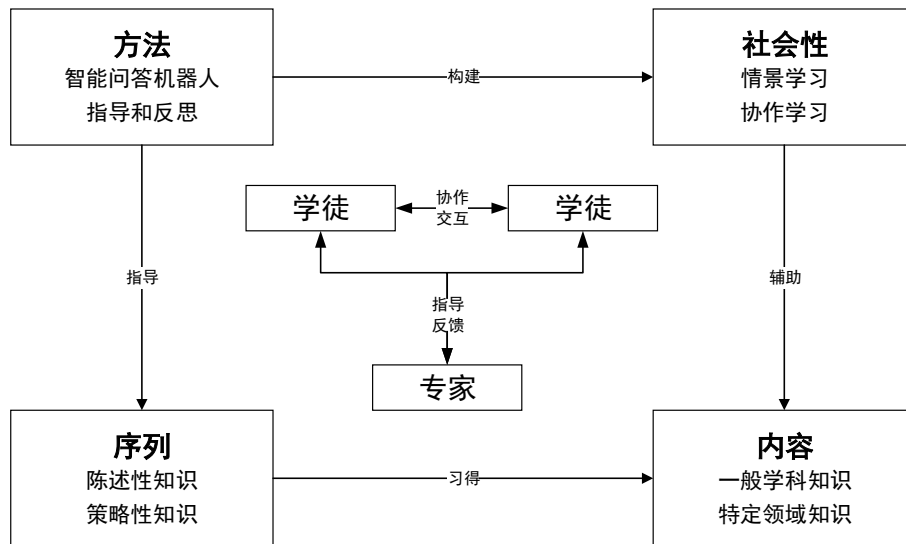 方法
智能问答机器人
指导和反思
构建
社会性
情景学习
协作学习
学徒
协作
交互
学徒
指导
辅助
指导
反馈
专家
序列
陈述性知识
策略性知识
习得
内容
一般学科知识
特定领域知识